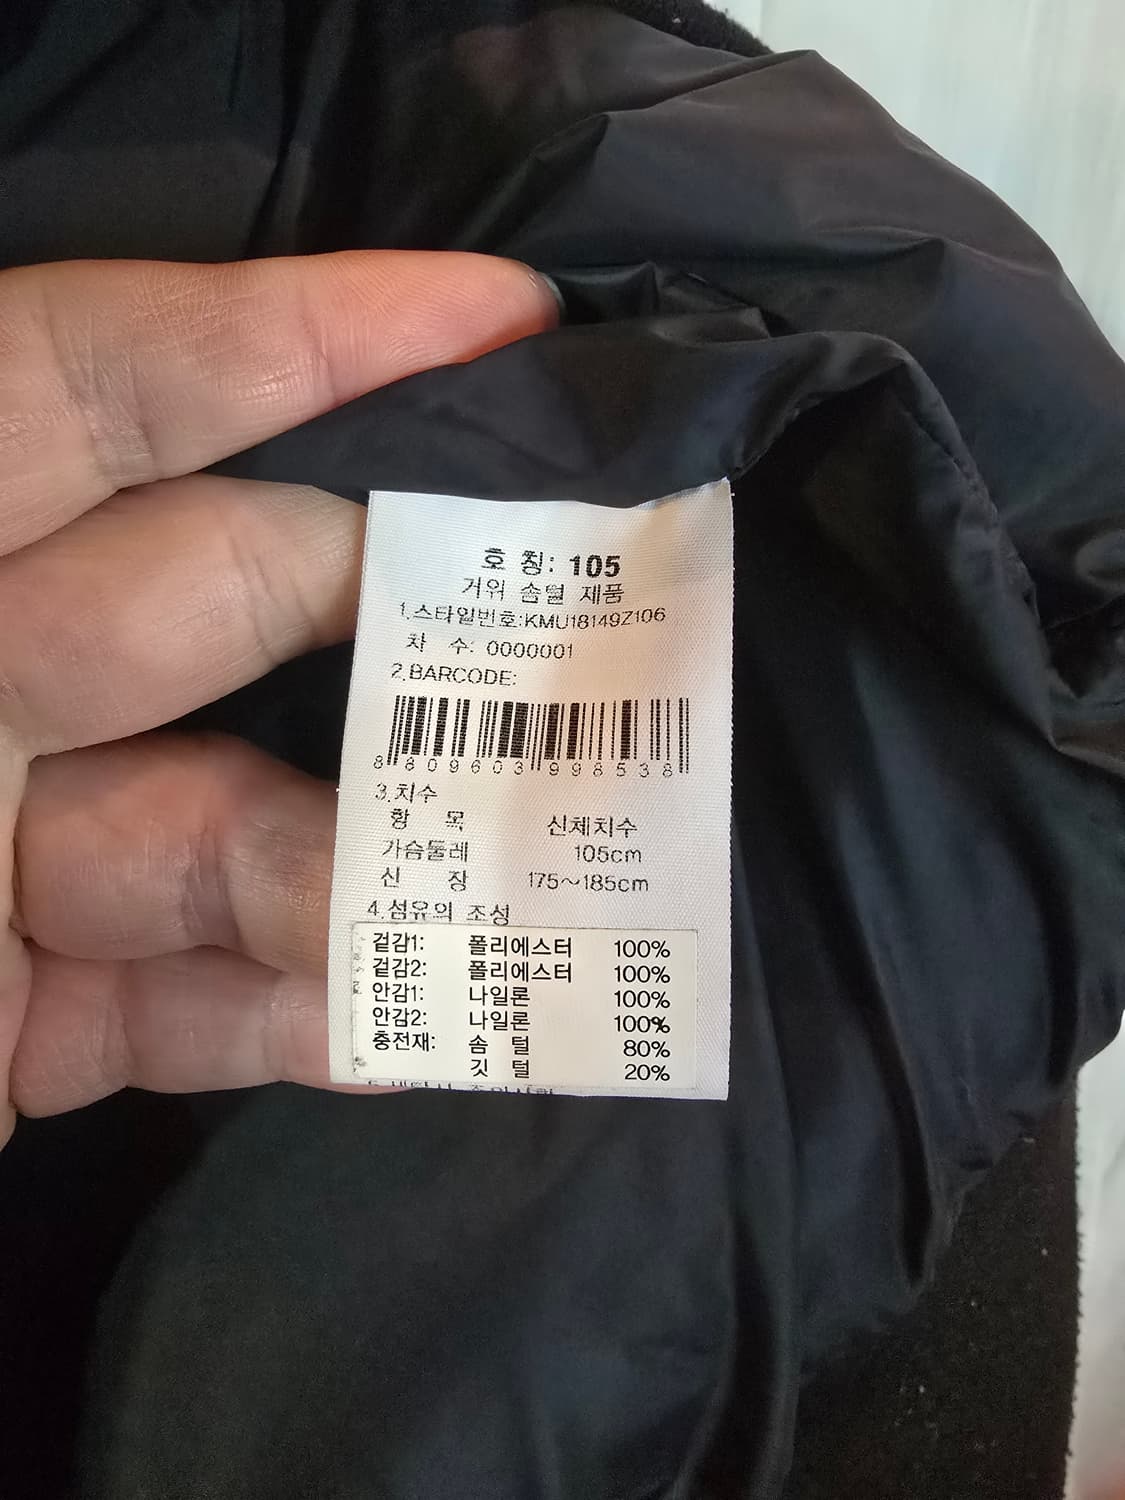 호 칭: 105
거위 솜털 제품
1.스타일번호:KMU18149Z106
차 수: 0000001
2.BARCODE:
8 809603 998538
3.치수
항 목 신체치수
가슴둘레 105cm
신 장 175~185cm
4.섬유의 조성
겉감1: 폴리에스터 100%
겉감2: 폴리에스터 100%
안감1: 나일론 100%
안감2: 나일론 100%
충전재: 솜 털 80%
깃 털 20%